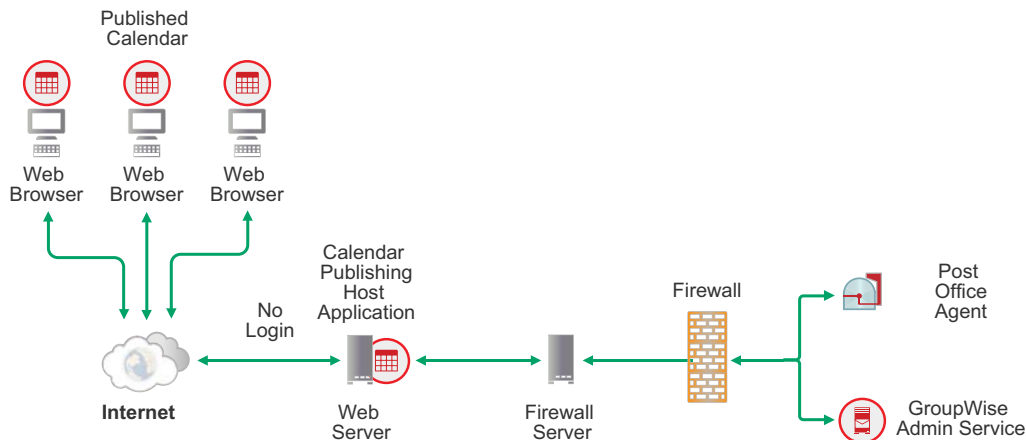 Published
Calendar
Web
Browser
Web
Browser
Web
Browser
Calendar
Publishing
Host
Application
No
Login
Firewall
Post
Office
Agent
Internet
Web
Server
Firewall
Server
GroupWise
Admin Service